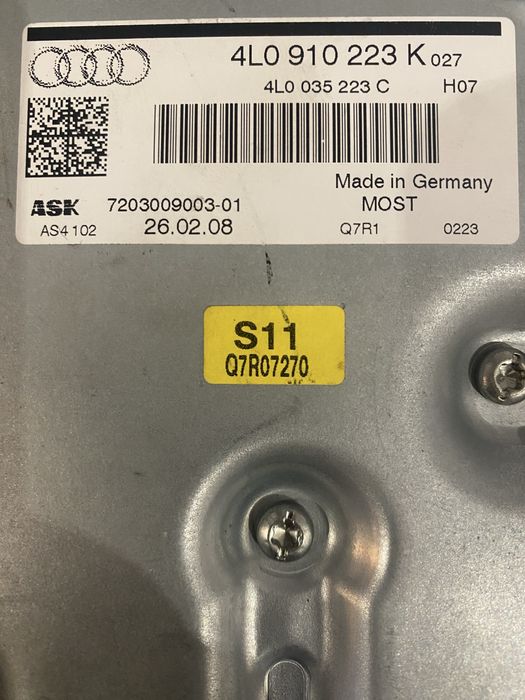 4L0 910 223 K 027
4L0 035 223 C H07
Made in Germany
ASK 7203009003-01 MOST
AS4 102 26.02.08 Q7R1 0223
S11
Q7R07270